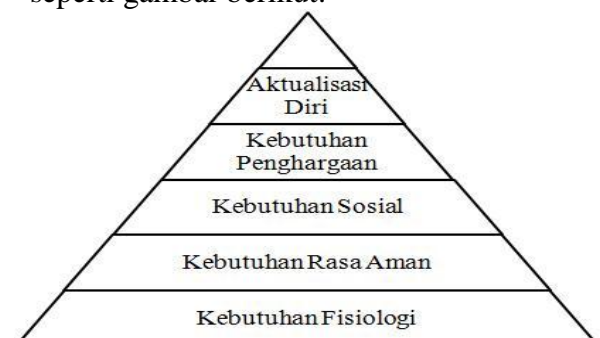 seperti gambar berikut:
Aktualisasi
Diri
Kebutuhan
Penghargaan
Kebutuhan Sosial
Kebutuhan Rasa Aman
Kebutuhan Fisiologi